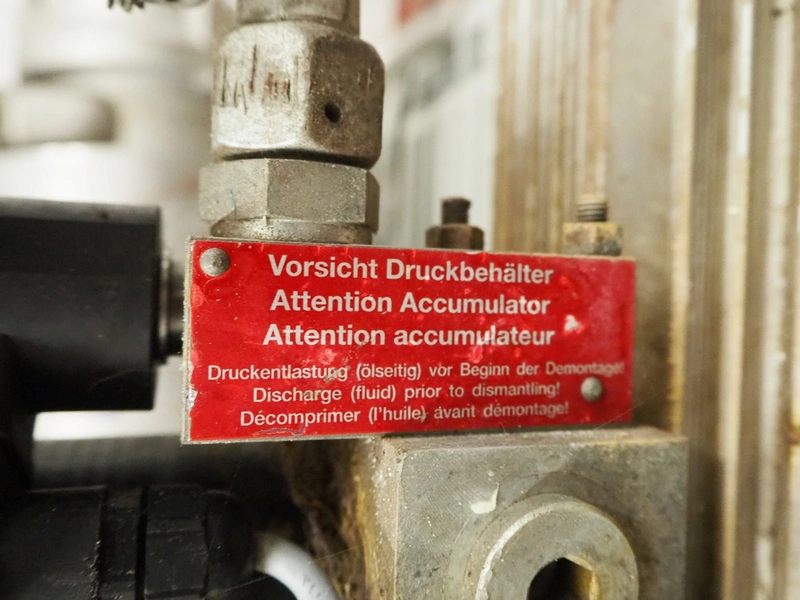 Vorsicht Druckbehälter
Attention Accumulator
Attention accumulateur
Druckentlastung (ölseitig) vor Beginn der Demontage!
Discharge (fluid) prior to dismantling!
Décomprimer (l'huile) avant démontage!